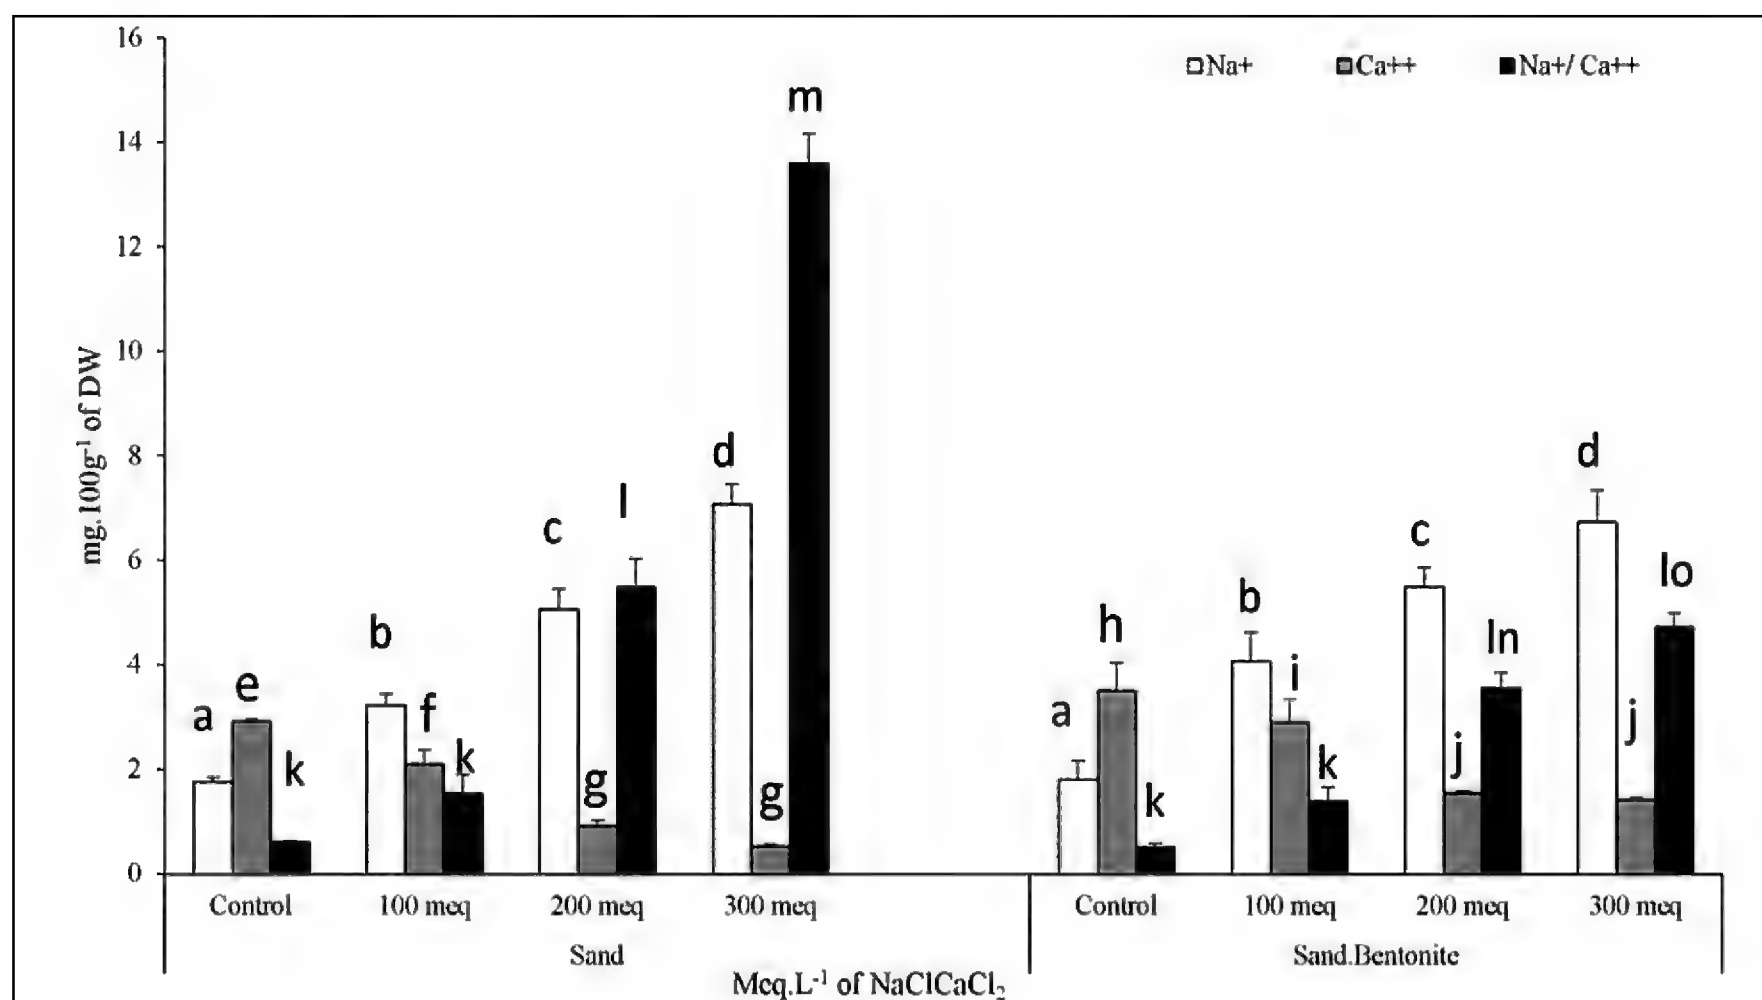 16
Na+ Ca++ Na+/ Ca++
m
14
12
10
mg.100g-1 of DW
8
d d
c l c lo
6
b b h ln
4
e i
a f a j
k k j k
2
g g k
0
Control 100 meq 200 meq 300 meq Control 100 meq 200 meq 300 meq
Sand Sand.Bentonite
Meq.L-1 of NaClCaCl2